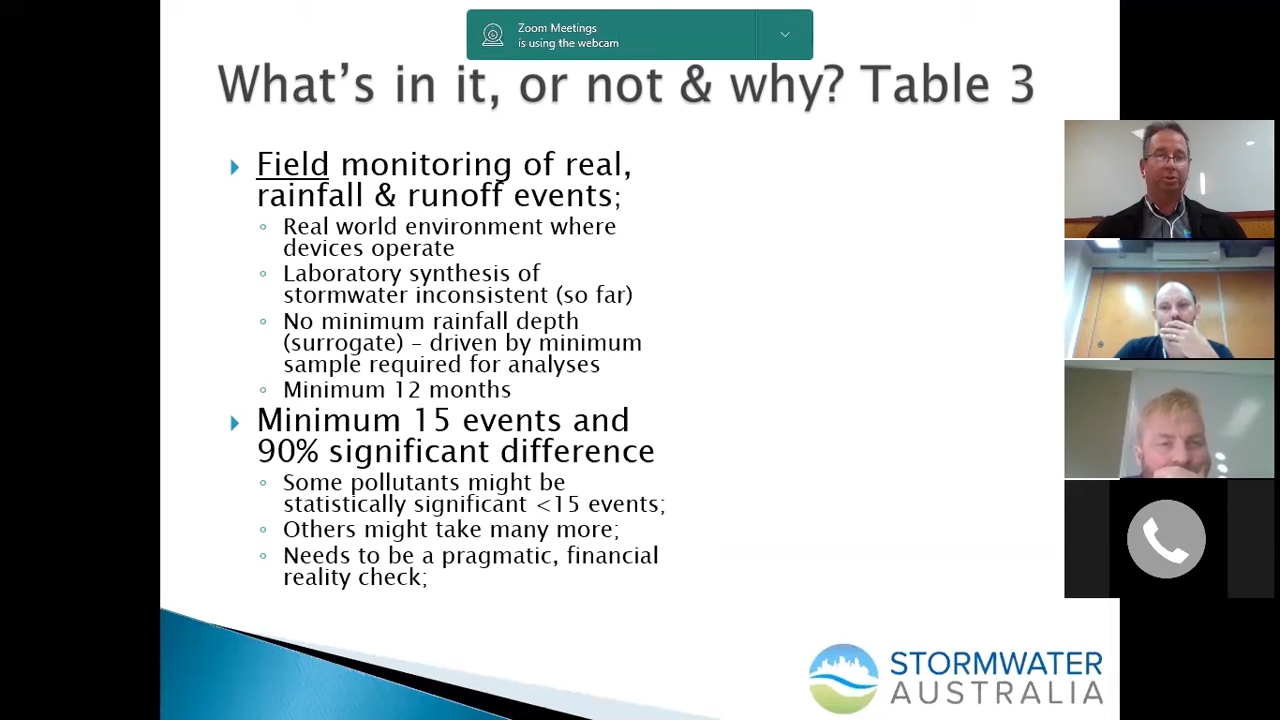 Zoom Meetings
is using the webcam
What's in it, or not & why? Table 3
Field monitoring of real,
rainfall & runoff events;
Real world environment where
devices operate
Laboratory synthesis of
stormwater inconsistent (so far)
No minimum rainfall depth
(surrogate) – driven by minimum
sample required for analyses
Minimum 12 months
Minimum 15 events and
90% significant difference
Some pollutants might be
statistically significant <15 events;
Others might take many more;
Needs to be a pragmatic, financial
reality check;
STORMWATER
AUSTRALIA